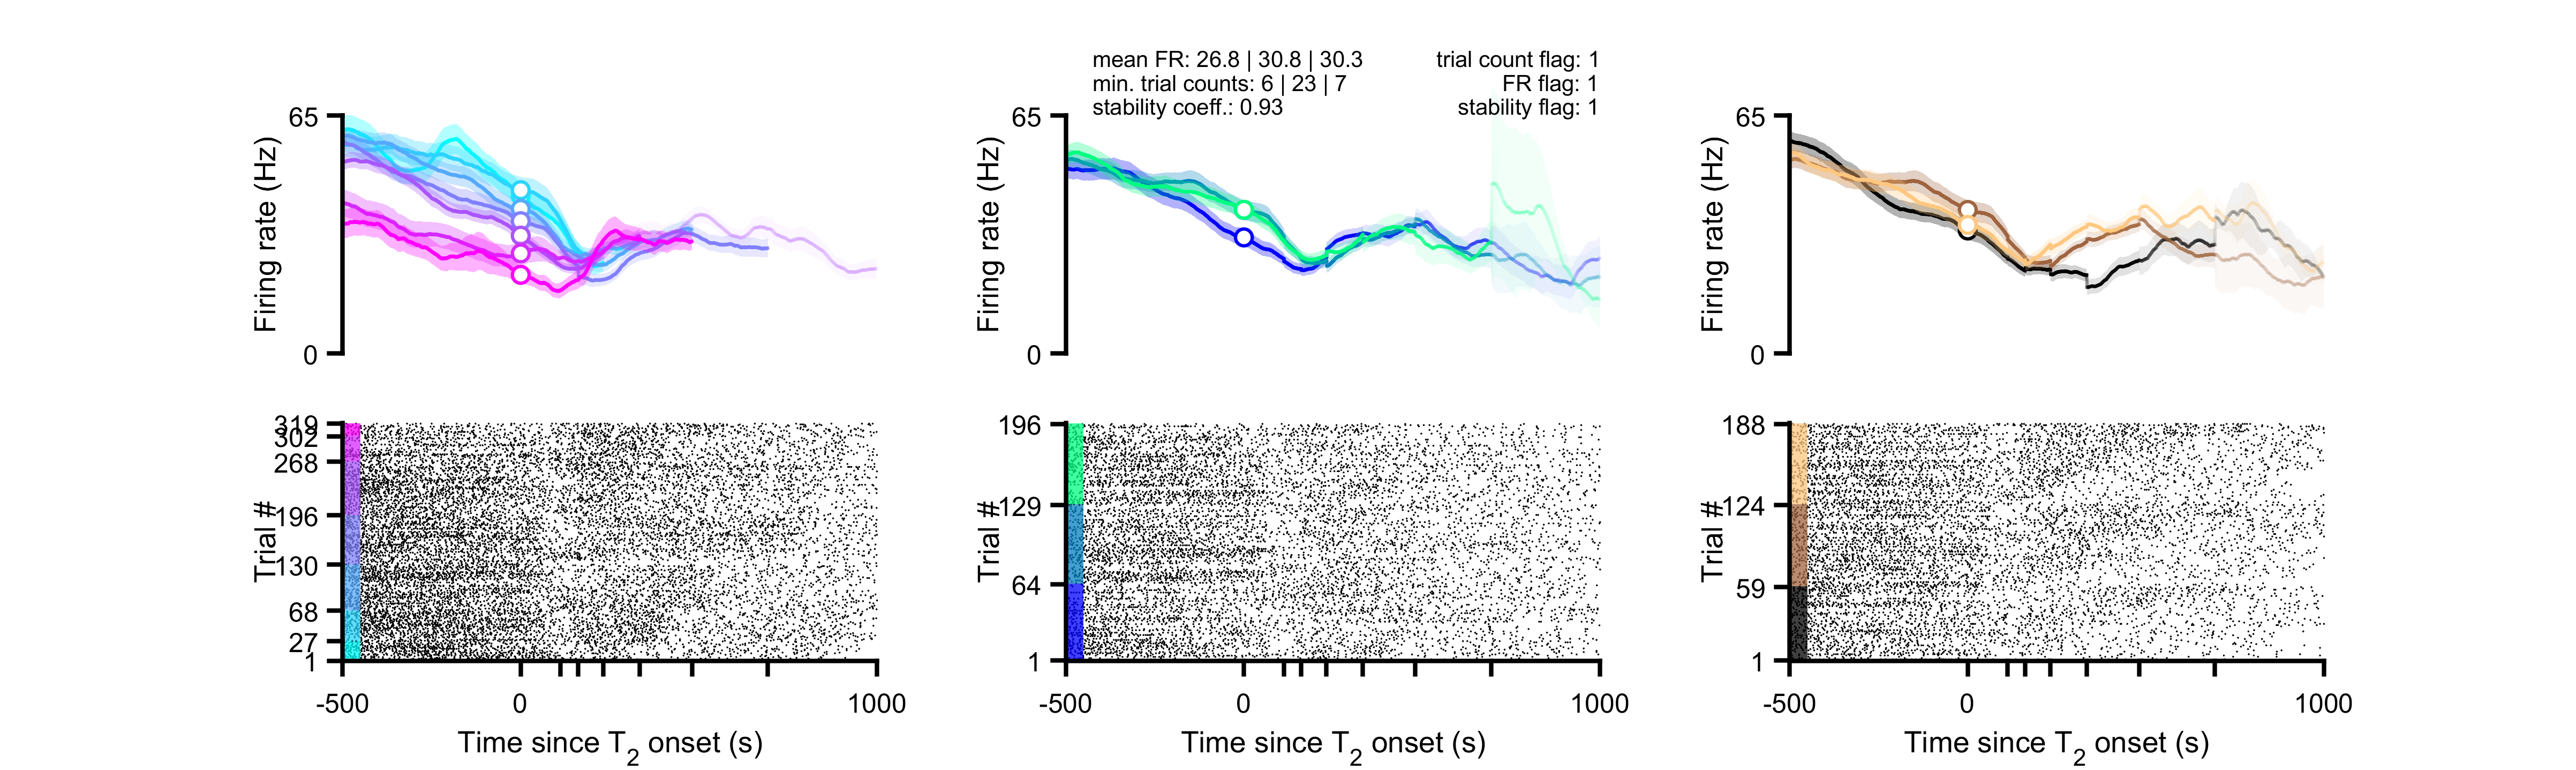 mean FR: 26.8 | 30.8 | 30.3
min. trial counts: 6 | 23 | 7
stability coeff.: 0.93
trial count flag: 1
FR flag: 1
stability flag: 1
65
0
Firing rate (Hz)
65
0
Firing rate (Hz)
65
0
Firing rate (Hz)
319
302
268
196
130
68
27
1
Trial #
-500
0
1000
Time since T2 onset (s)
196
129
64
1
Trial #
-500
0
1000
Time since T2 onset (s)
188
124
59
1
Trial #
-500
0
1000
Time since T2 onset (s)